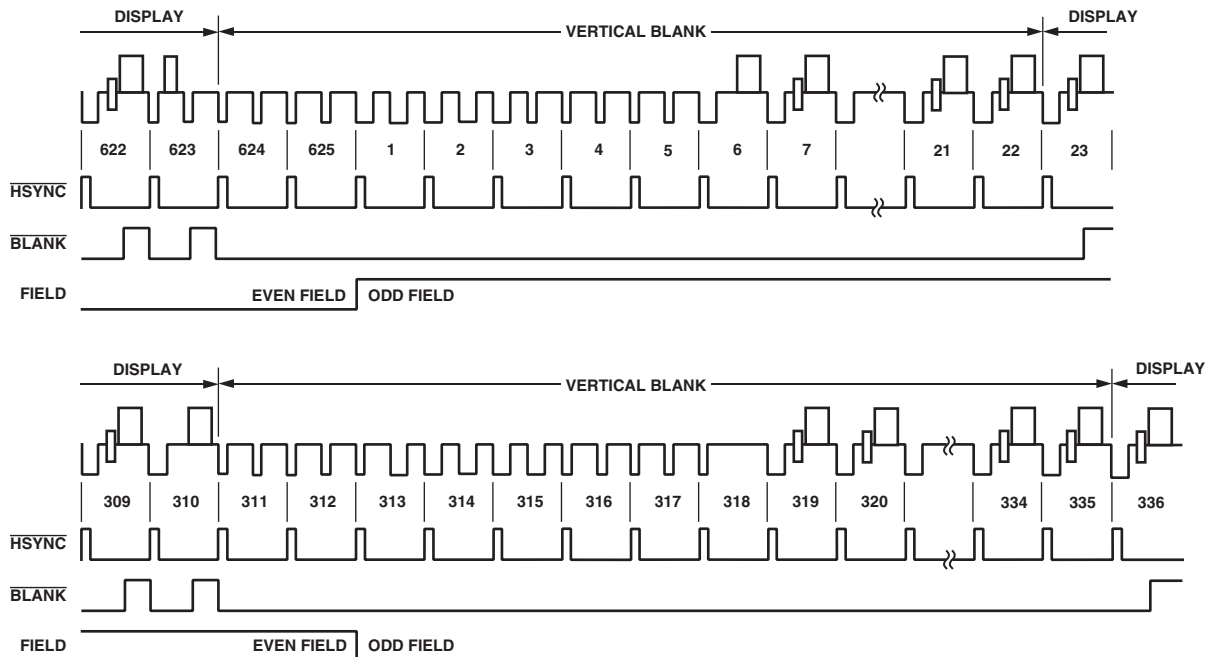 DISPLAY VERTICAL BLANK DISPLAY
622 623 624 625 1 2 3 4 5 6 7 21 22 23
HSYNC
BLANK
FIELD EVEN FIELD ODD FIELD
DISPLAY VERTICAL BLANK DISPLAY
309 310 311 312 313 314 315 316 317 318 319 320 334 335 336
HSYNC
BLANK
FIELD EVEN FIELD ODD FIELD